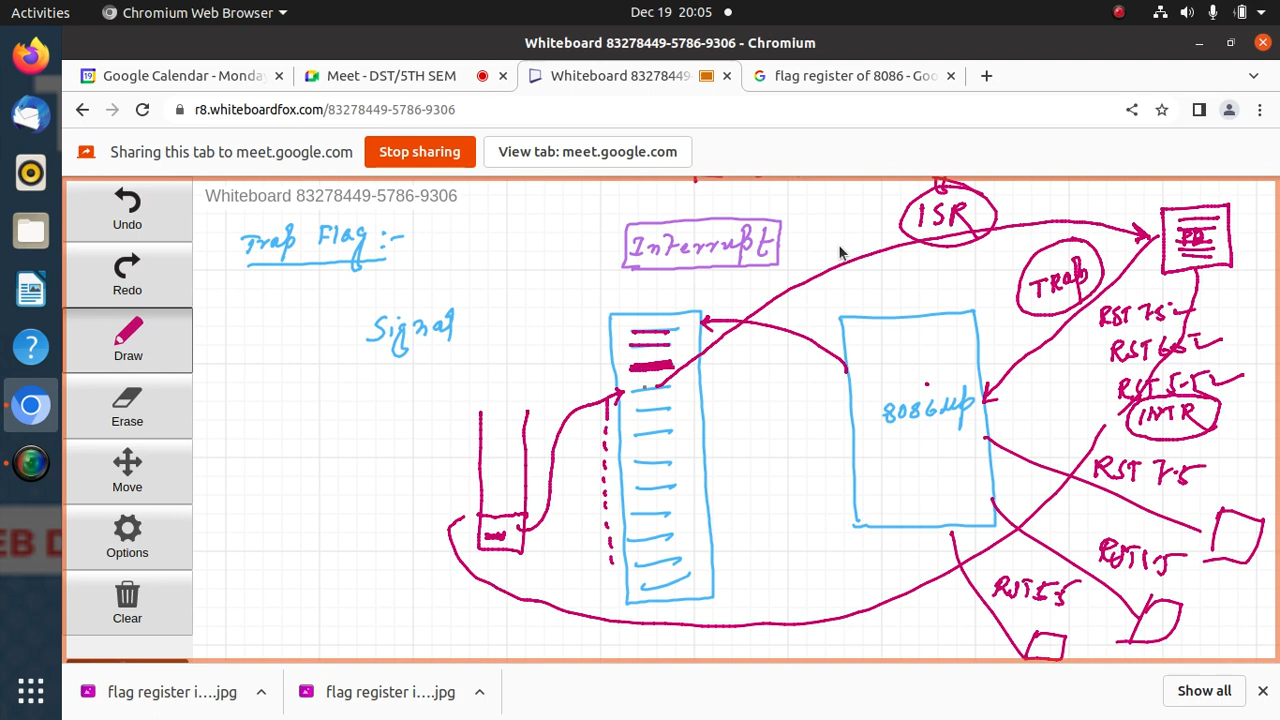 Activities
Chromium Web Browser
Dec 19 20:05
Whiteboard 83278449-5786-9306 - Chromium
Google Calendar - Monda
Meet - DST/5TH SEM
Whiteboard 83278449
flag register of 8086 - Goo
r8.whiteboardfox.com/83278449-5786-9306
Sharing this tab to meet.google.com
Stop sharing
View tab: meet.google.com
Whiteboard 83278449-5786-9306
Undo
Redo
Draw
Erase
Move
Options
Clear
Trap Flag :-
Interrupt
ISR
Signal
TRAP
RST 7.5
RST 6.5
RST 5.5
INTR
8086 μp
RST 7.5
RST 5.5
flag register i....jpg
flag register i....jpg
Show all